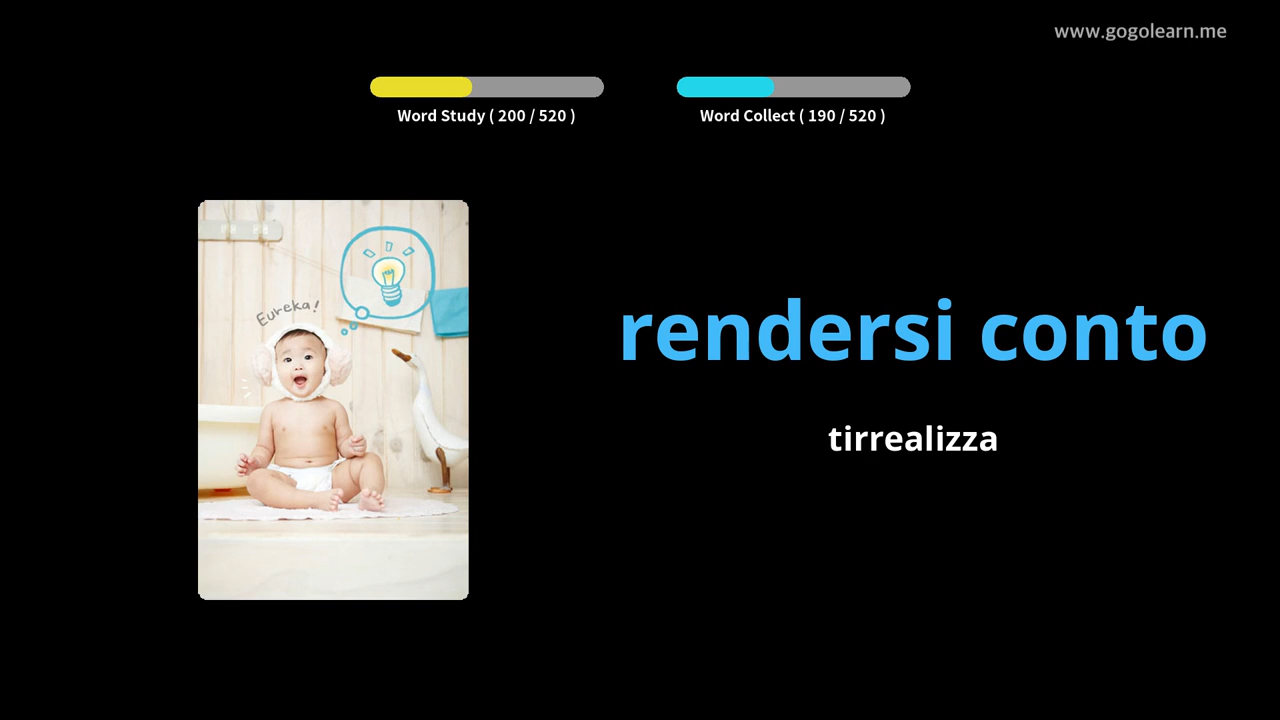 www.gogolearn.me
Word Study ( 200 / 520 )
Word Collect ( 190 / 520 )
Eureka!
rendersi conto
tirrealizza